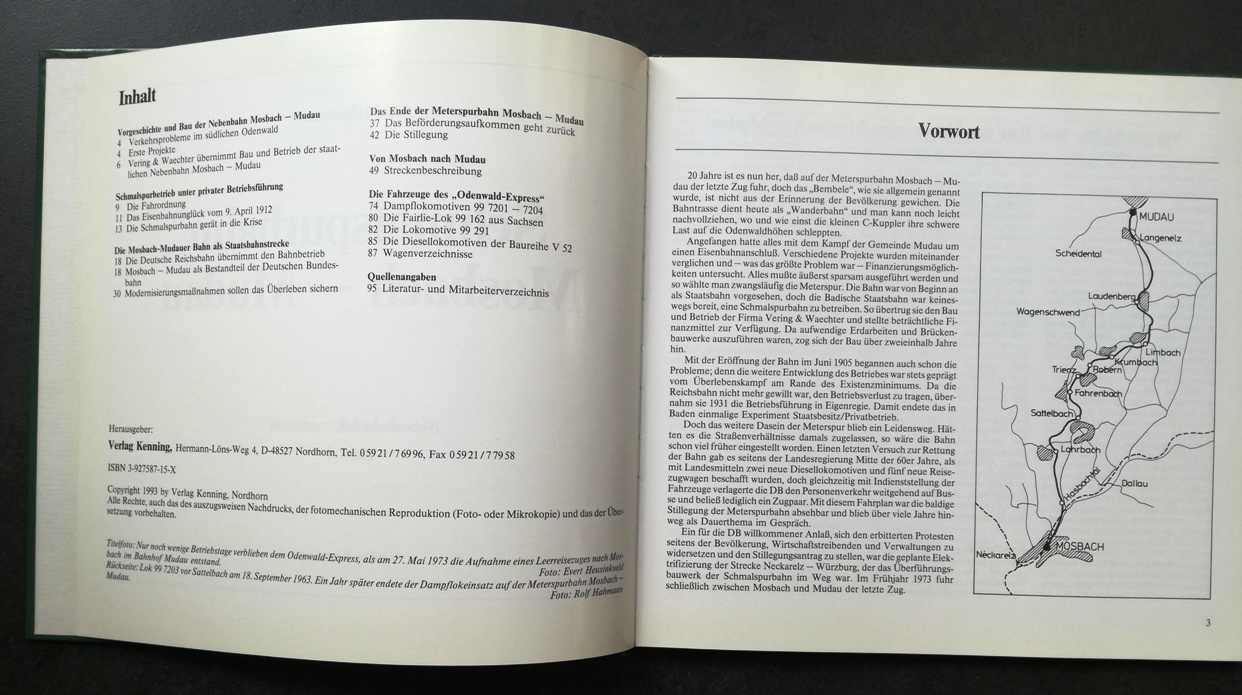 Inhalt
Vorgeschichte und Bau der Nebenbahn Mosbach – Mudau
4 Verkehrsprobleme im südlichen Odenwald
4 Erste Projekte
6 Vering & Waechter übernimmt Bau und Betrieb der staat-
lichen Nebenbahn Mosbach – Mudau
Schmalspurbetrieb unter privater Betriebsführung
9 Die Fahrordnung
11 Das Eisenbahnunglück vom 9. April 1912
13 Die Schmalspurbahn gerät in die Krise
Die Mosbach-Mudauer Bahn als Staatsbahnstrecke
18 Die Deutsche Reichsbahn übernimmt den Bahnbetrieb
18 Mosbach – Mudau als Bestandteil der Deutschen Bundes-
bahn
30 Modernisierungsmaßnahmen sollen das Überleben sichern
Das Ende der Meterspurbahn Mosbach – Mudau
37 Das Beförderungsaufkommen geht zurück
42 Die Stillegung
Von Mosbach nach Mudau
49 Streckenbeschreibung
Die Fahrzeuge des „Odenwald-Express“
74 Dampflokomotiven 99 7201 – 7204
80 Die Fairlie-Lok 99 162 aus Sachsen
82 Die Lokomotive 99 291
85 Die Diesellokomotiven der Baureihe V 52
87 Wagenverzeichnisse
Quellenangaben
95 Literatur- und Mitarbeiterverzeichnis
Herausgeber:
Verlag Kenning, Hermann-Löns-Weg 4, D-48527 Nordhorn, Tel. 0 59 21 / 7 69 96, Fax 0 59 21 / 7 79 58
ISBN 3-927587-15-X
Copyright 1993 by Verlag Kenning, Nordhorn
Alle Rechte, auch das des auszugsweisen Nachdrucks, der fotomechanischen Reproduktion (Foto- oder Mikrokopie) und das der Über-
setzung vorbehalten.
Titelfoto: Nur noch wenige Betriebstage verblieben dem Odenwald-Express, als am 27. Mai 1973 die Aufnahme eines Leerreisezuges nach Mos-
bach im Bahnhof Mudau entstand.
Foto: Evert Heusinkveld
Rückseite: Lok 99 7203 vor Sattelbach am 18. September 1963. Ein Jahr später endete der Dampflokeinsatz auf der Meterspurbahn Mosbach –
Mudau.
Foto: Rolf Hahmann
Vorwort
20 Jahre ist es nun her, daß auf der Meterspurbahn Mosbach – Mu-
dau der letzte Zug fuhr, doch das „Bembele“, wie sie allgemein genannt
wurde, ist nicht aus der Erinnerung der Bevölkerung gewichen. Die
Bahntrasse dient heute als „Wanderbahn“ und man kann noch leicht
nachvollziehen, wo und wie einst die kleinen C-Kuppler ihre schwere
Last auf die Odenwaldhöhen schleppten.
Angefangen hatte alles mit dem Kampf der Gemeinde Mudau um
einen Eisenbahnanschluß. Verschiedene Projekte wurden miteinander
verglichen und – was das größte Problem war – Finanzierungsmöglich-
keiten untersucht. Alles mußte äußerst sparsam ausgeführt werden und
so wählte man zwangsläufig die Meterspur. Die Bahn war von Beginn an
als Staatsbahn vorgesehen, doch die Badische Staatsbahn war keines-
wegs bereit, eine Schmalspurbahn zu betreiben. So übertrug sie den Bau
und Betrieb der Firma Vering & Waechter und stellte beträchtliche Fi-
nanzmittel zur Verfügung. Da aufwendige Erdarbeiten und Brücken-
bauwerke auszuführen waren, zog sich der Bau über zweieinhalb Jahre
hin.
Mit der Eröffnung der Bahn im Juni 1905 begannen auch schon die
Probleme; denn die weitere Entwicklung des Betriebes war stets geprägt
vom Überlebenskampf am Rande des Existenzminimums. Da die
Reichsbahn nicht mehr gewillt war, den Betriebsverlust zu tragen, über-
nahm sie 1931 die Betriebsführung in Eigenregie. Damit endete das in
Baden einmalige Experiment Staatsbesitz/Privatbetrieb.
Doch das weitere Dasein der Meterspur blieb ein Leidensweg. Hät-
ten es die Straßenverhältnisse damals zugelassen, so wäre die Bahn
schon viel früher eingestellt worden. Einen letzten Versuch zur Rettung
der Bahn gab es seitens der Landesregierung Mitte der 60er Jahre, als
mit Landesmitteln zwei neue Diesellokomotiven und fünf neue Reise-
zugwagen beschafft wurden, doch gleichzeitig mit Indienststellung der
Fahrzeuge verlagerte die DB den Personenverkehr weitgehend auf Bus-
se und beließ lediglich ein Zugpaar. Mit diesem Fahrplan war die baldige
Stillegung der Meterspurbahn absehbar und blieb über viele Jahre hin-
weg als Dauerthema im Gespräch.
Ein für die DB willkommener Anlaß, sich den erbitterten Protesten
seitens der Bevölkerung, Wirtschaftstreibenden und Verwaltungen zu
widersetzen und den Stillegungsantrag zu stellen, war die geplante Elek-
trifizierung der Strecke Neckarelz – Würzburg, der das Überführungs-
bauwerk der Schmalspurbahn im Weg war. Im Frühjahr 1973 fuhr
schließlich zwischen Mosbach und Mudau der letzte Zug.
MUDAU
Langenelz
Scheidental
Laudenberg
Wagenschwend
Limbach
Krumbach
Trienz
Robern
Fahrenbach
Sattelbach
Lohrbach
Hasbachtal
Dallau
Neckarelz
MOSBACH
3